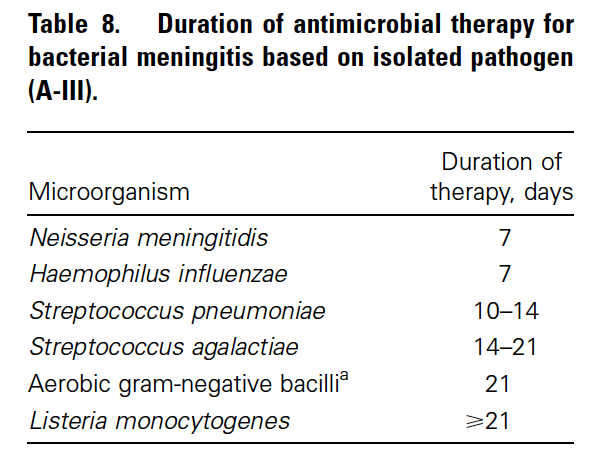 Table 8. Duration of antimicrobial therapy for
bacterial meningitis based on isolated pathogen
(A-III).
Duration of
Microorganism therapy, days
Neisseria meningitidis 7
Haemophilus influenzae 7
Streptococcus pneumoniae 10–14
Streptococcus agalactiae 14–21
Aerobic gram-negative bacilliᵃ 21
Listeria monocytogenes ⩾21